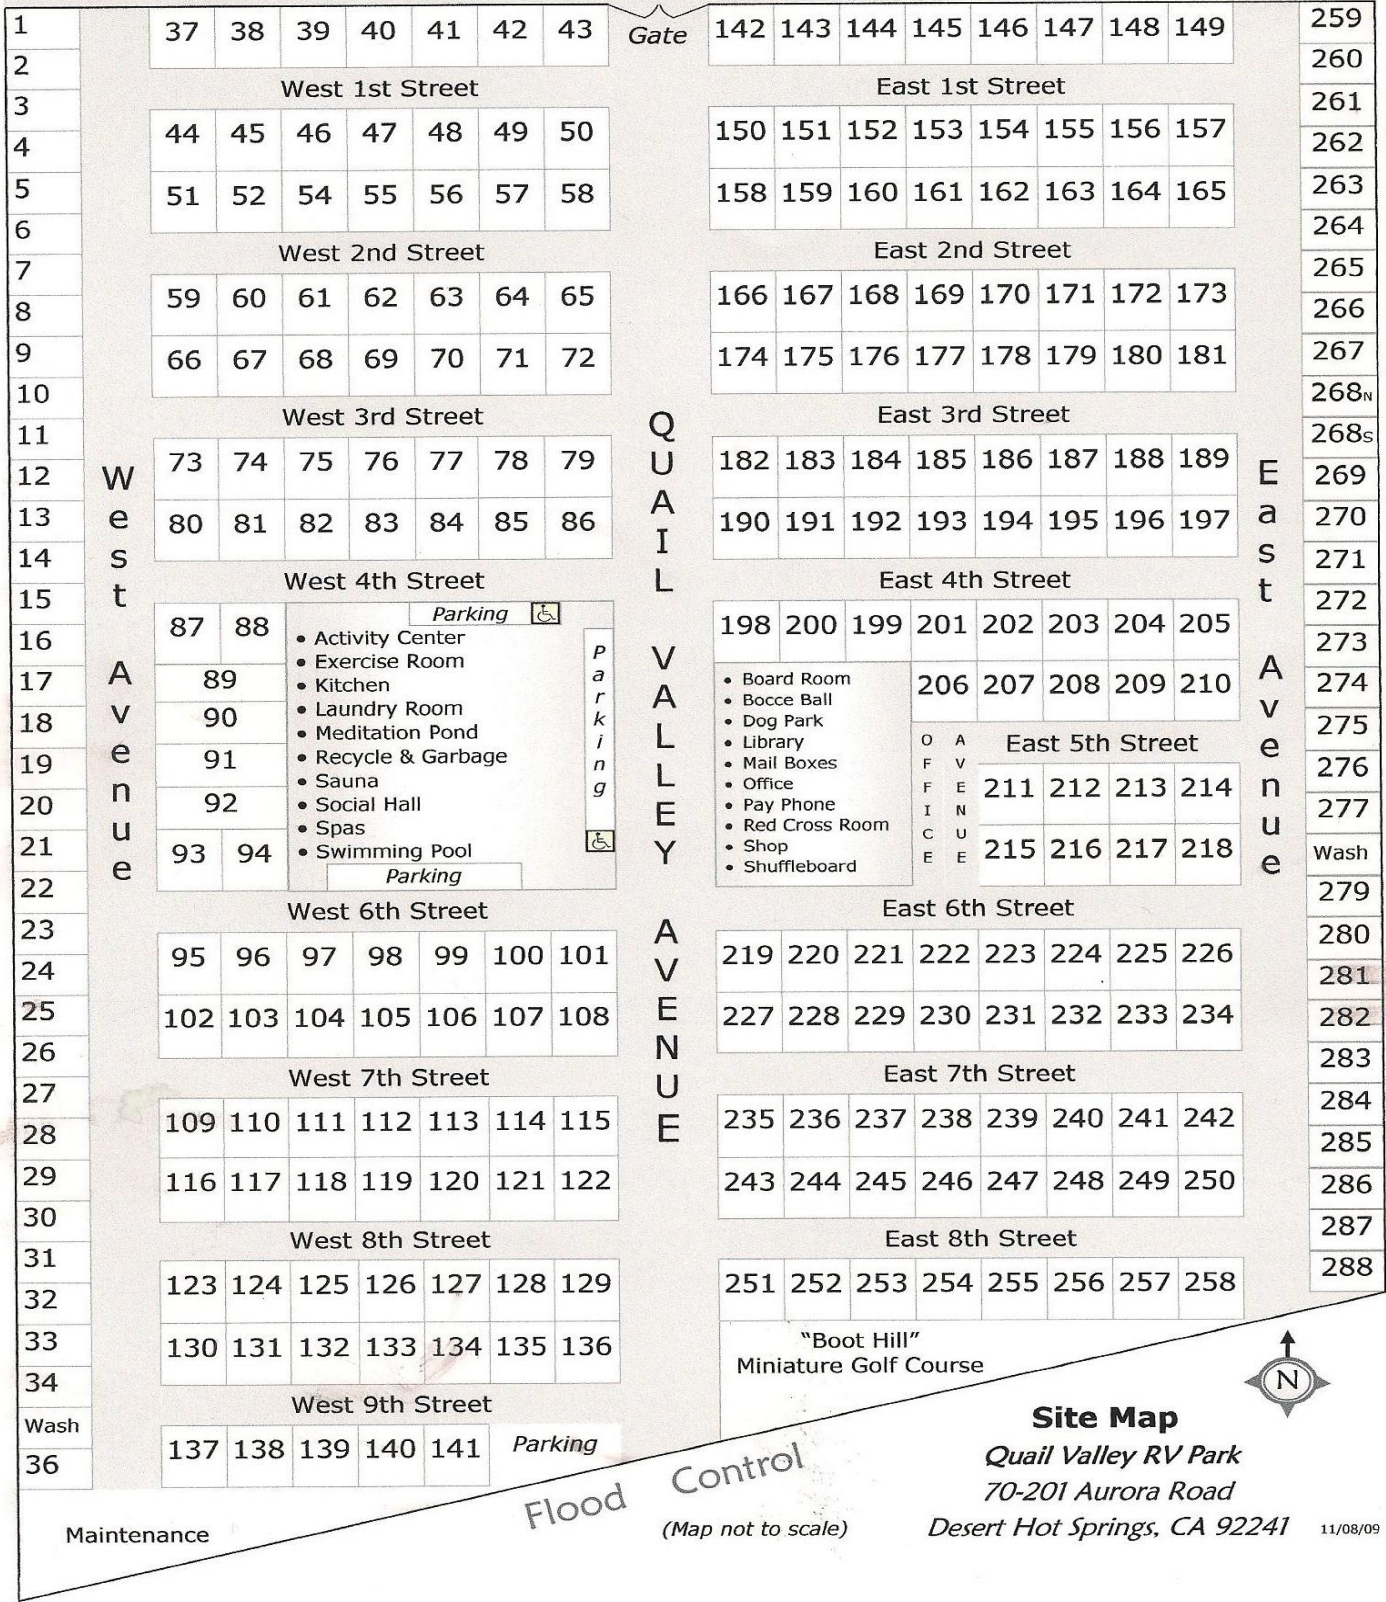 1
2
3
4
5
6
7
8
9
10
11
12
13
14
15
16
17
18
19
20
21
22
23
24
25
26
27
28
29
30
31
32
33
34
Wash
36
Maintenance
West Avenue
37 38 39 40 41 42 43
West 1st Street
44 45 46 47 48 49 50
51 52 54 55 56 57 58
West 2nd Street
59 60 61 62 63 64 65
66 67 68 69 70 71 72
West 3rd Street
73 74 75 76 77 78 79
80 81 82 83 84 85 86
West 4th Street
87 88
89
90
91
92
93 94
Parking
• Activity Center
• Exercise Room
• Kitchen
• Laundry Room
• Meditation Pond
• Recycle & Garbage
• Sauna
• Social Hall
• Spas
• Swimming Pool
Parking
Parking
West 6th Street
95 96 97 98 99 100 101
102 103 104 105 106 107 108
West 7th Street
109 110 111 112 113 114 115
116 117 118 119 120 121 122
West 8th Street
123 124 125 126 127 128 129
130 131 132 133 134 135 136
West 9th Street
137 138 139 140 141 Parking
Gate
QUAIL VALLEY AVENUE
142 143 144 145 146 147 148 149
East 1st Street
150 151 152 153 154 155 156 157
158 159 160 161 162 163 164 165
East 2nd Street
166 167 168 169 170 171 172 173
174 175 176 177 178 179 180 181
East 3rd Street
182 183 184 185 186 187 188 189
190 191 192 193 194 195 196 197
East 4th Street
198 200 199 201 202 203 204 205
206 207 208 209 210
• Board Room
• Bocce Ball
• Dog Park
• Library
• Mail Boxes
• Office
• Pay Phone
• Red Cross Room
• Shop
• Shuffleboard
OFFICE AVENUE
East 5th Street
211 212 213 214
215 216 217 218
East 6th Street
219 220 221 222 223 224 225 226
227 228 229 230 231 232 233 234
East 7th Street
235 236 237 238 239 240 241 242
243 244 245 246 247 248 249 250
East 8th Street
251 252 253 254 255 256 257 258
"Boot Hill"
Miniature Golf Course
East Avenue
259
260
261
262
263
264
265
266
267
268N
268S
269
270
271
272
273
274
275
276
277
Wash
279
280
281
282
283
284
285
286
287
288
N
Flood Control
(Map not to scale)
Site Map
Quail Valley RV Park
70-201 Aurora Road
Desert Hot Springs, CA 92241
11/08/09